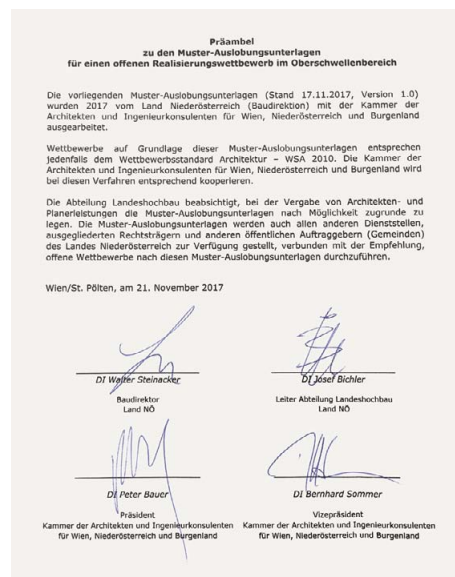 Präambel
zu den Muster-Auslobungsunterlagen
für einen offenen Realisierungswettbewerb im Oberschwellenbereich
Die vorliegenden Muster-Auslobungsunterlagen (Stand 17.11.2017, Version 1.0)
wurden 2017 vom Land Niederösterreich (Baudirektion) mit der Kammer der
Architekten und Ingenieurkonsulenten für Wien, Niederösterreich und Burgenland
ausgearbeitet.
Wettbewerbe auf Grundlage dieser Muster-Auslobungsunterlagen entsprechen
jedenfalls dem Wettbewerbsstandard Architektur – WSA 2010. Die Kammer der
Architekten und Ingenieurkonsulenten für Wien, Niederösterreich und Burgenland wird
bei diesen Verfahren entsprechend kooperieren.
Die Abteilung Landeshochbau beabsichtigt, bei der Vergabe von Architekten- und
Planerleistungen die Muster-Auslobungsunterlagen nach Möglichkeit zugrunde zu
legen. Die Muster-Auslobungsunterlagen werden auch allen anderen Dienststellen,
ausgegliederten Rechtsträgern und anderen öffentlichen Auftraggebern (Gemeinden)
des Landes Niederösterreich zur Verfügung gestellt, verbunden mit der Empfehlung,
offene Wettbewerbe nach diesen Muster-Auslobungsunterlagen durchzuführen.
Wien/St. Pölten, am 21. November 2017
DI Walter Steinacker
Baudirektor
Land NÖ
DI Josef Bichler
Leiter Abteilung Landeshochbau
Land NÖ
DI Peter Bauer
Präsident
Kammer der Architekten und Ingenieurkonsulenten
für Wien, Niederösterreich und Burgenland
DI Bernhard Sommer
Vizepräsident
Kammer der Architekten und Ingenieurkonsulenten
für Wien, Niederösterreich und Burgenland